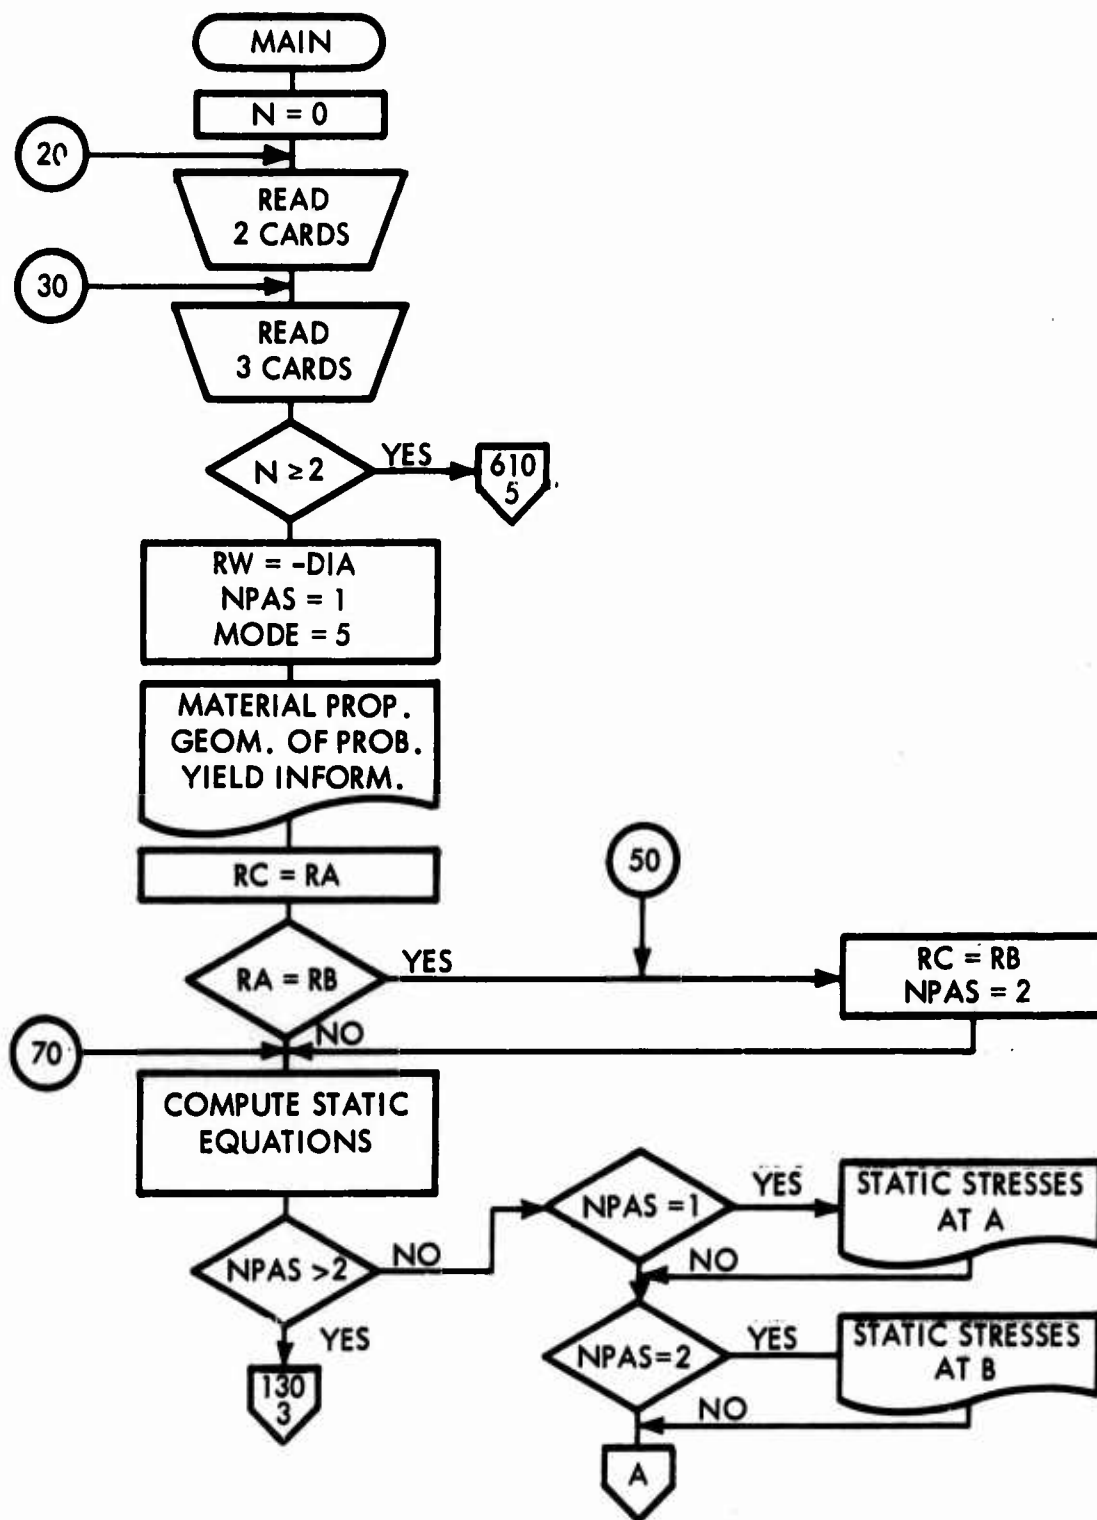 MAIN
N = 0
20
READ
2 CARDS
30
READ
3 CARDS
N ≥ 2
YES
610
5
RW = -DIA
NPAS = 1
MODE = 5
MATERIAL PROP.
GEOM. OF PROB.
YIELD INFORM.
RC = RA
50
RA = RB
YES
RC = RB
NPAS = 2
NO
70
COMPUTE STATIC
EQUATIONS
NPAS >2
NO
YES
130
3
NPAS =1
YES
STATIC STRESSES
AT A
NO
NPAS=2
YES
STATIC STRESSES
AT B
NO
A